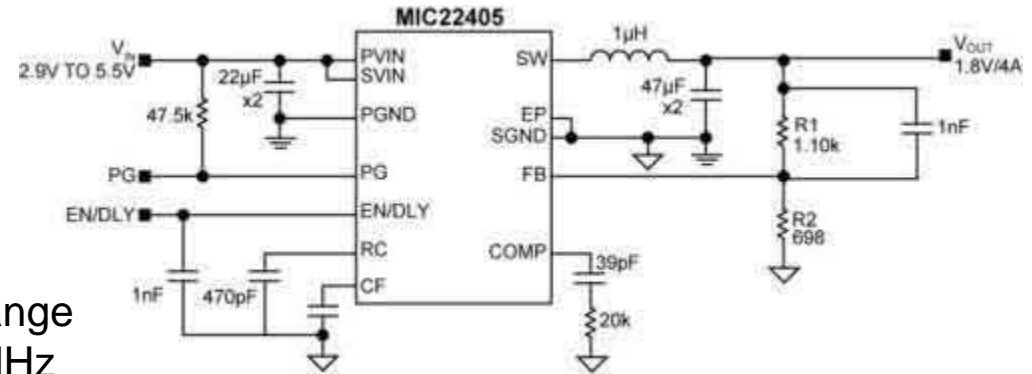 MIC22405
VIN
2.9V TO 5.5V
22µF
x2
47.5k
PG
EN/DLY
1nF
470pF
PVIN
SVIN
PGND
PG
EN/DLY
RC
CF
SW
EP
SGND
FB
COMP
1µH
47µF
x2
VOUT
1.8V/4A
R1
1.10k
1nF
R2
698
39pF
20k
ange
Hz